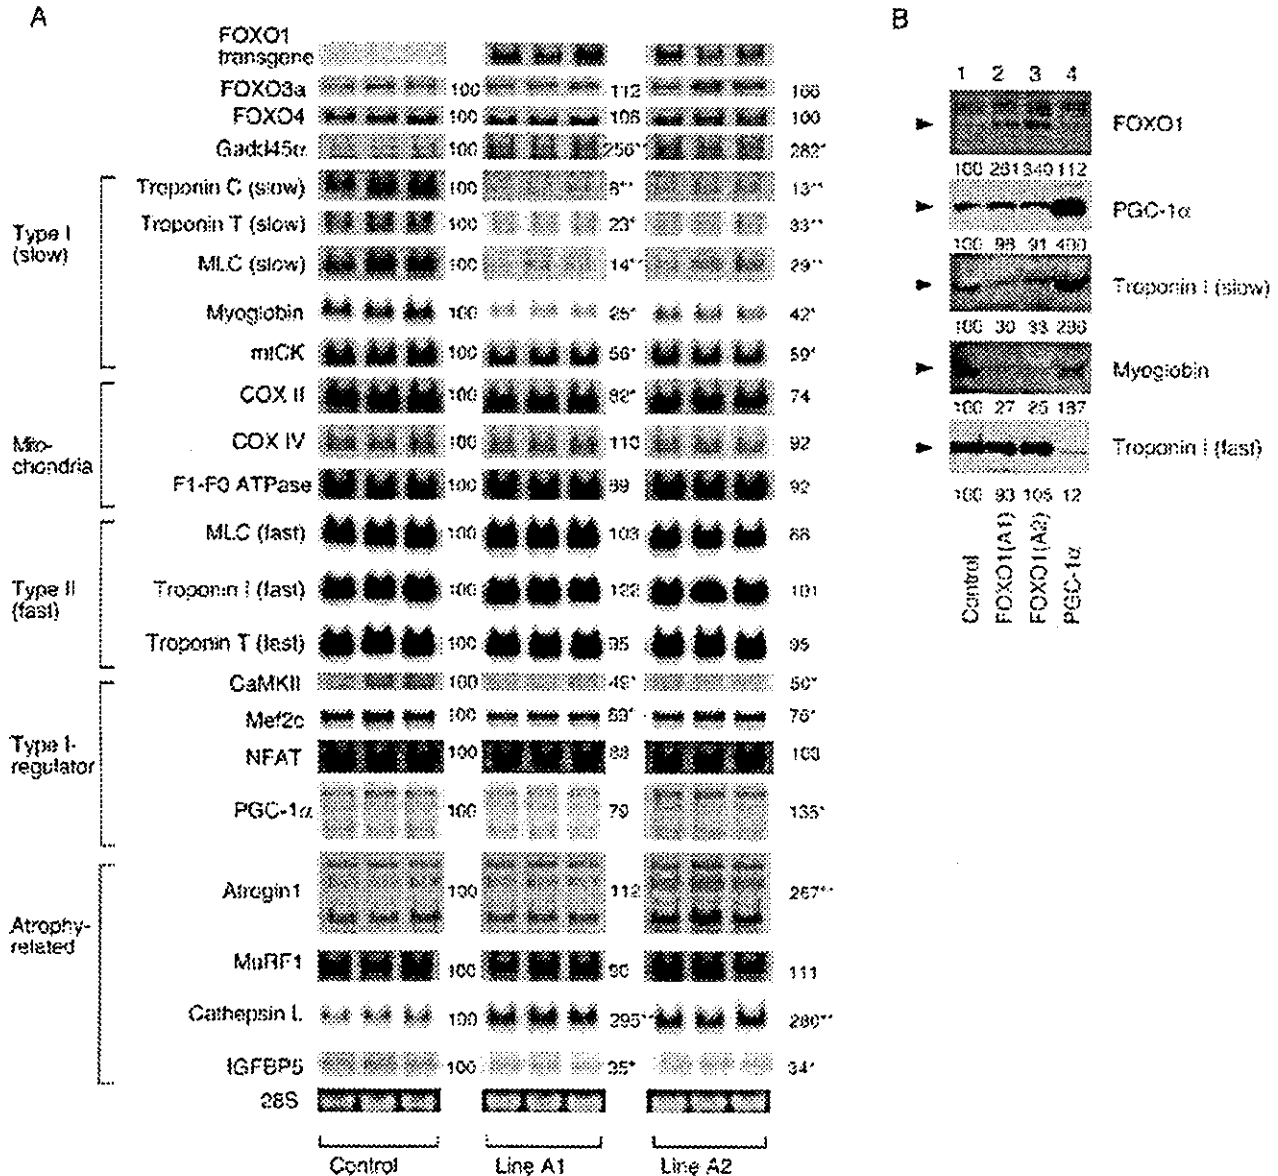 A
FOXO1 transgene
FOXO3a 100 112 166
FOXO4 100 106 100
Gadd45α 100 256** 282*
Type I (slow)
Troponin C (slow) 100 8** 13**
Troponin T (slow) 100 23* 33**
MLC (slow) 100 14** 29**
Myoglobin 100 25* 42*
mtCK 100 56* 59*
Mito-chondria
COX II 100 82* 74
COX IV 100 110 92
F1-F0 ATPase 100 89 92
Type II (fast)
MLC (fast) 100 103 88
Troponin I (fast) 100 122 101
Troponin T (fast) 100 95 95
Type I-regulator
CaMKII 100 50*
Mef2c 100 76*
NFAT 100 88 103
PGC-1α 100 79 135*
Atrophy-related
Atrogin1 100 112 267**
MuRF1 100 90 111
Cathepsin L 100 295** 280**
IGFBP5 100 35* 34*
28S
Control Line A1 Line A2
B
1 2 3 4
FOXO1
100 261 340 112
PGC-1α
100 98 91 400
Troponin I (slow)
100 30 33
Myoglobin
100 27 25 187
Troponin I (fast)
100 93 105 12
Control
FOXO1(A1)
FOXO1(A2)
PGC-1α